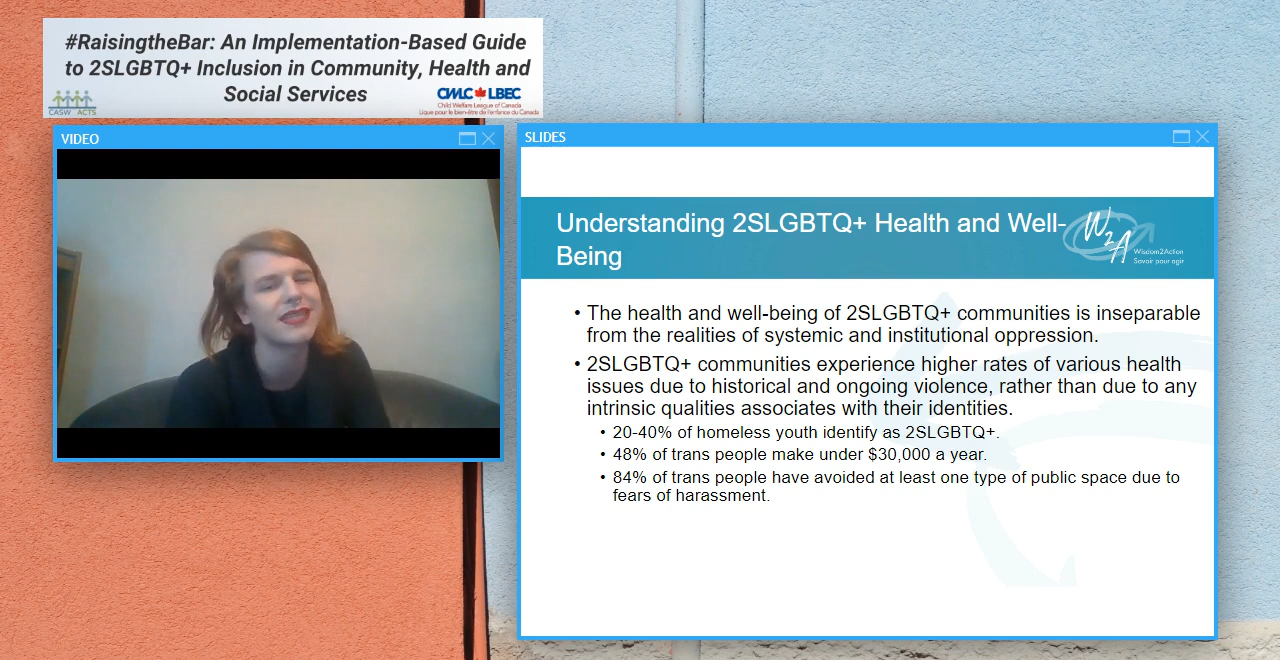 #RaisingtheBar: An Implementation-Based Guide
to 2SLGBTQ+ Inclusion in Community, Health and
Social Services
CASW ACTS
CWLC LBEC
Child Welfare League of Canada
Ligue pour le bien-être de l'enfance du Canada
VIDEO
SLIDES
Understanding 2SLGBTQ+ Health and Well-
Being
W2A
Wisdom2Action
Savoir pour agir
• The health and well-being of 2SLGBTQ+ communities is inseparable
from the realities of systemic and institutional oppression.
• 2SLGBTQ+ communities experience higher rates of various health
issues due to historical and ongoing violence, rather than due to any
intrinsic qualities associates with their identities.
• 20-40% of homeless youth identify as 2SLGBTQ+.
• 48% of trans people make under $30,000 a year.
• 84% of trans people have avoided at least one type of public space due to
fears of harassment.